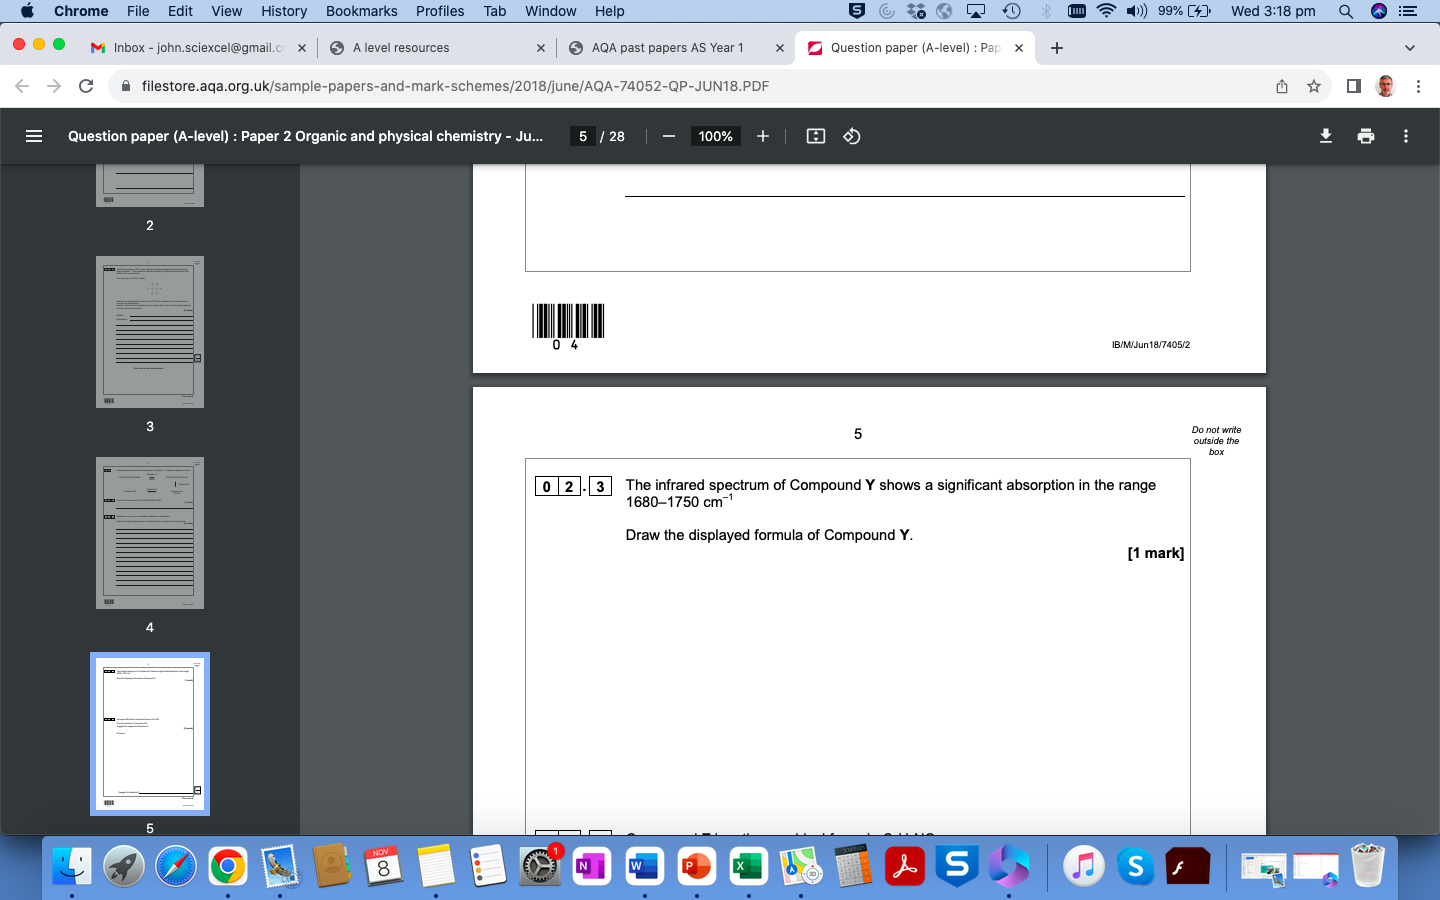 Chrome File Edit View History Bookmarks Profiles Tab Window Help 99% Wed 3:18 pm
Inbox - john.sciexcel@gmail.c A level resources AQA past papers AS Year 1 Question paper (A-level) : Pap
filestore.aqa.org.uk/sample-papers-and-mark-schemes/2018/june/AQA-74052-QP-JUN18.PDF
Question paper (A-level) : Paper 2 Organic and physical chemistry - Ju... 5 / 28 100%
2
3
4
5
0 4
IB/M/Jun18/7405/2
5
Do not write
outside the
box
0 2 . 3 The infrared spectrum of Compound Y shows a significant absorption in the range
1680–1750 cm⁻¹
Draw the displayed formula of Compound Y.
[1 mark]
NOV
8
1